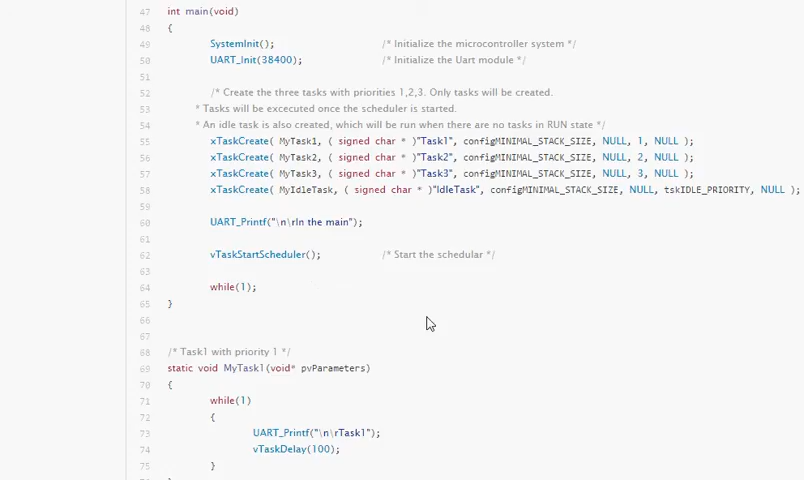 47 int main(void)
48 {
49 SystemInit(); /* Initialize the microcontroller system */
50 UART_Init(38400); /* Initialize the Uart module */
51
52 /* Create the three tasks with priorities 1,2,3. Only tasks will be created.
53 * Tasks will be excecuted once the scheduler is started.
54 * An idle task is also created, which will be run when there are no tasks in RUN state */
55 xTaskCreate( MyTask1, ( signed char * )"Task1", configMINIMAL_STACK_SIZE, NULL, 1, NULL );
56 xTaskCreate( MyTask2, ( signed char * )"Task2", configMINIMAL_STACK_SIZE, NULL, 2, NULL );
57 xTaskCreate( MyTask3, ( signed char * )"Task3", configMINIMAL_STACK_SIZE, NULL, 3, NULL );
58 xTaskCreate( MyIdleTask, ( signed char * )"IdleTask", configMINIMAL_STACK_SIZE, NULL, tskIDLE_PRIORITY, NULL );
59
60 UART_Printf("\n\rIn the main");
61
62 vTaskStartScheduler(); /* Start the schedular */
63
64 while(1);
65 }
66
67
68 /* Task1 with priority 1 */
69 static void MyTask1(void* pvParameters)
70 {
71 while(1)
72 {
73 UART_Printf("\n\rTask1");
74 vTaskDelay(100);
75 }